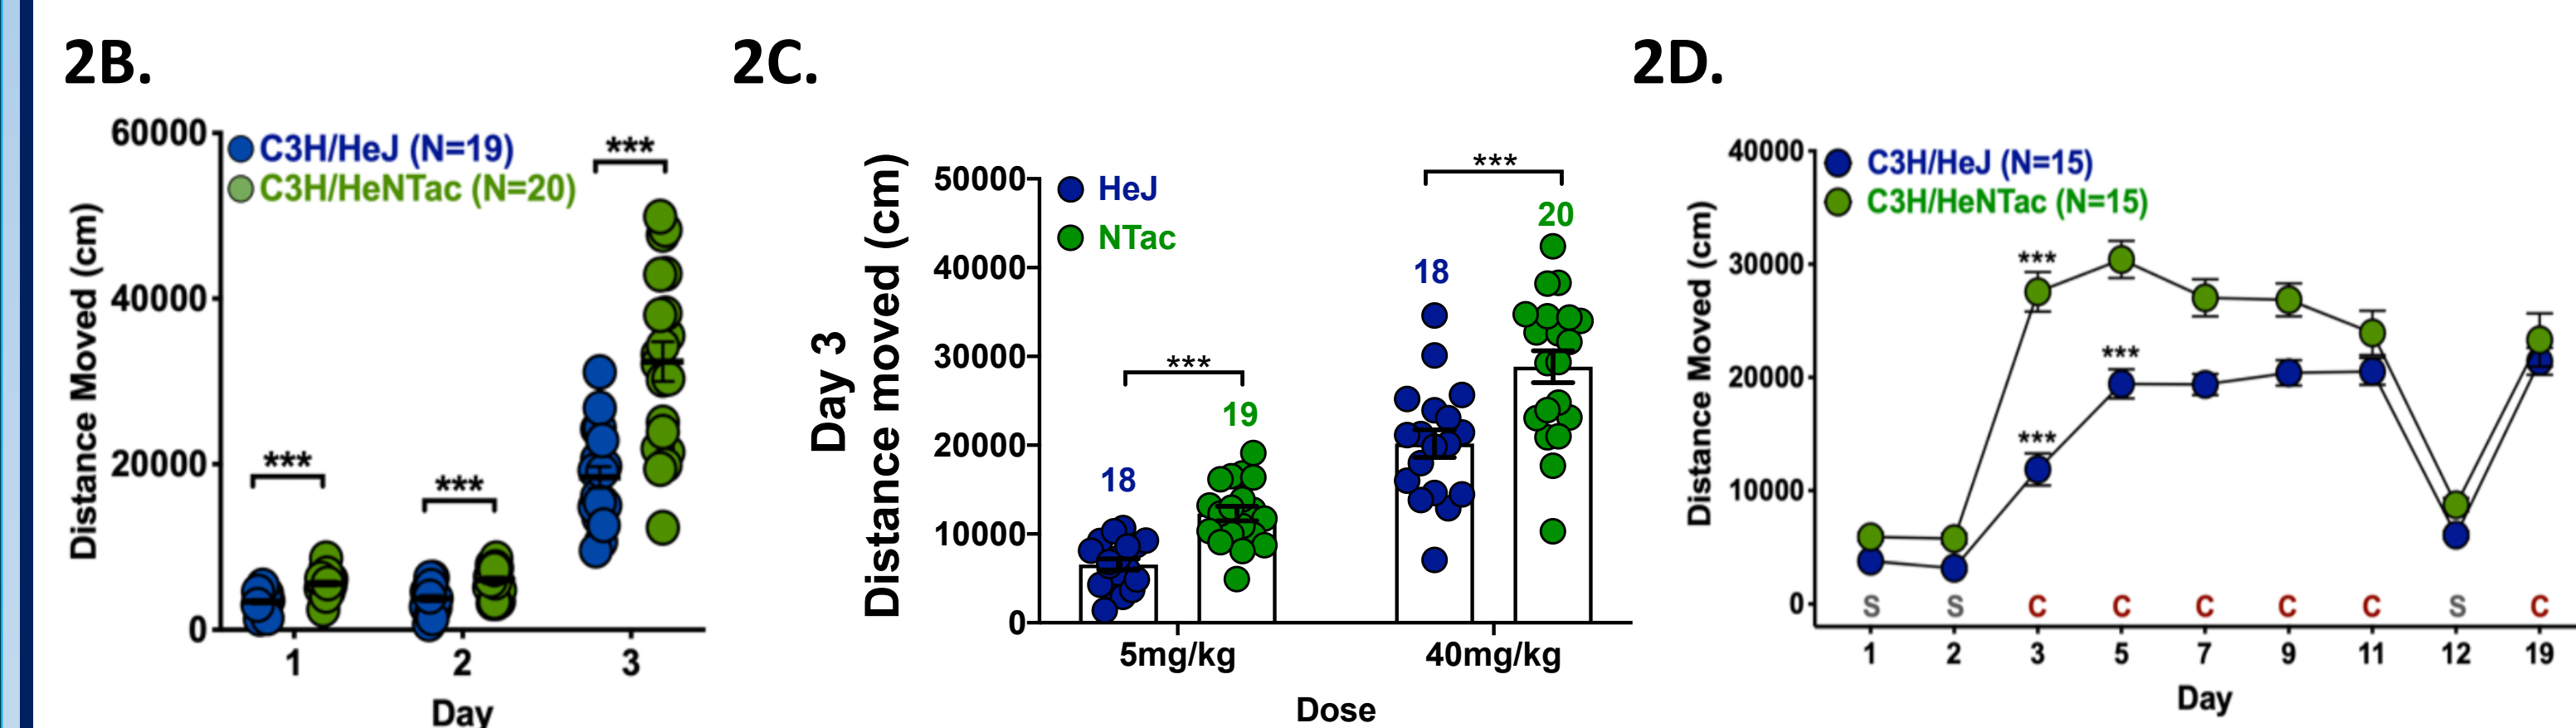 2B.
60000
40000
20000
0
Distance Moved (cm)
C3H/HeJ (N=19)
C3H/HeNTac (N=20)
***
***
***
1 2 3
Day
2C.
Day 3
Distance moved (cm)
50000
40000
30000
20000
10000
0
HeJ
NTac
***
***
18
19
18
20
5mg/kg 40mg/kg
Dose
2D.
Distance Moved (cm)
40000
30000
20000
10000
0
C3H/HeJ (N=15)
C3H/HeNTac (N=15)
***
***
***
S S C C C C C S C
1 2 3 5 7 9 11 12 19
Day